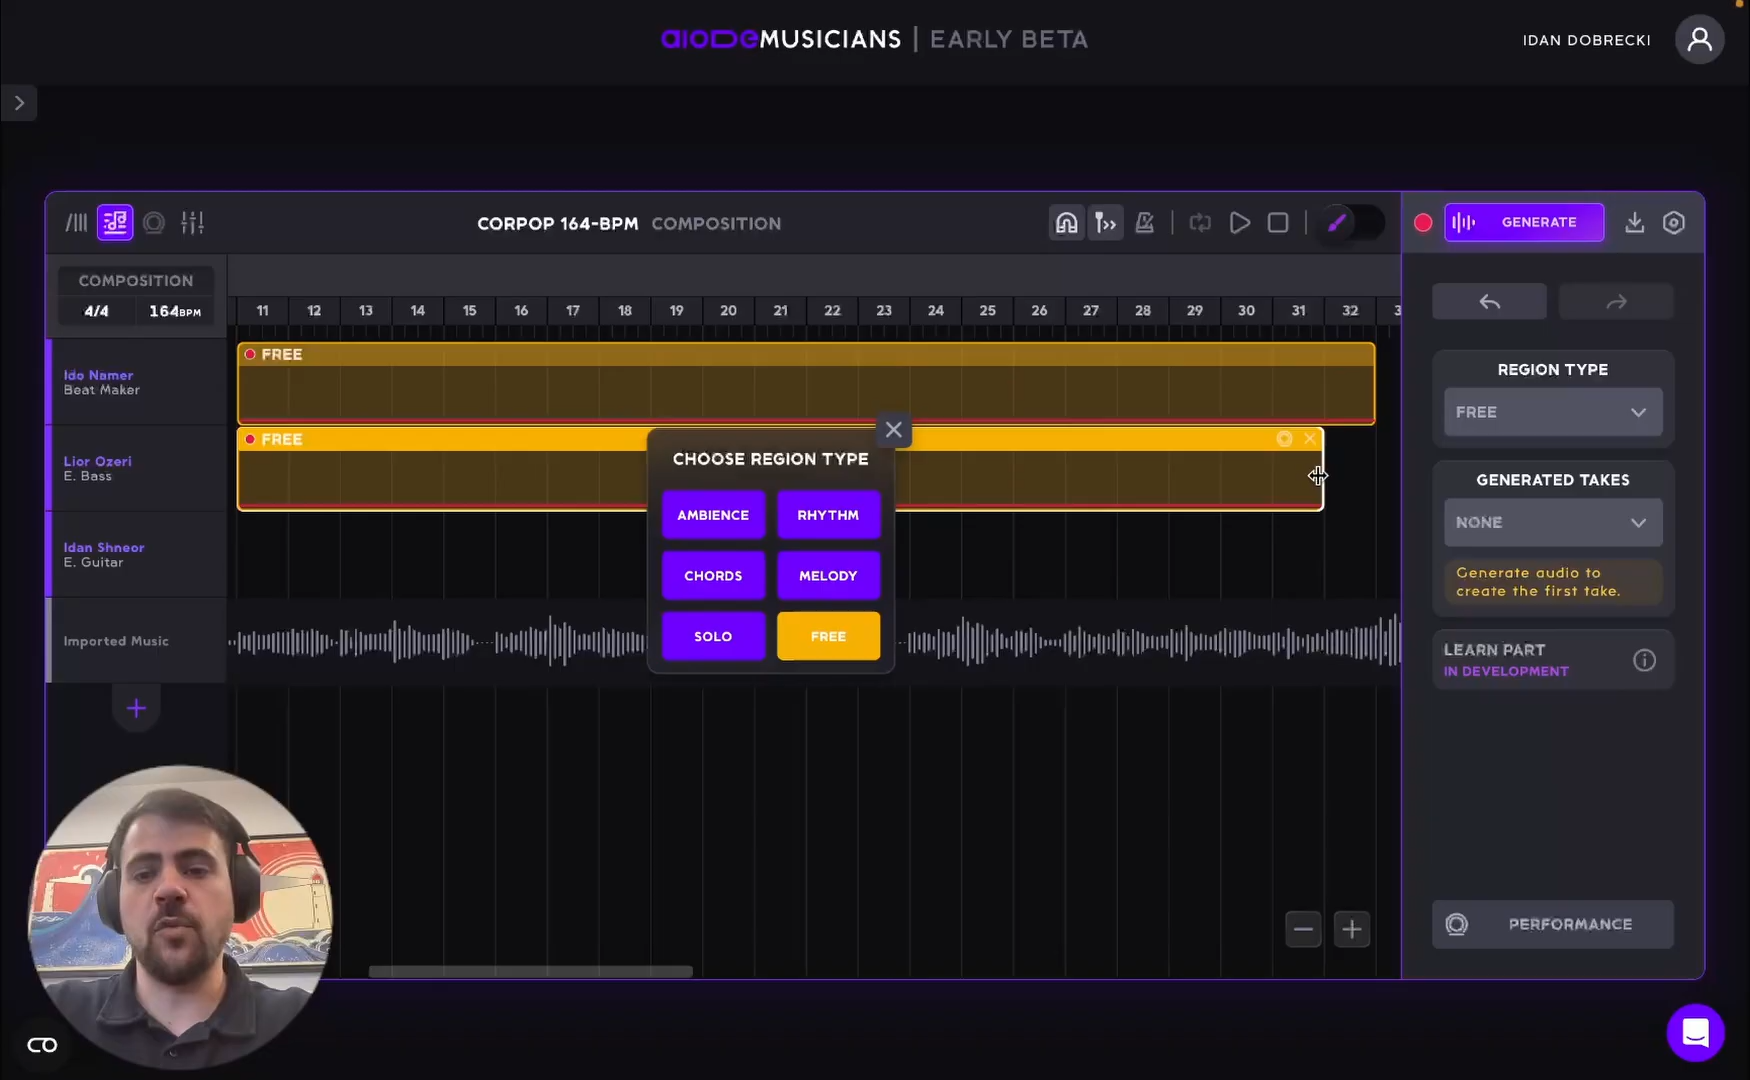 aiodeMUSICIANS | EARLY BETA
IDAN DOBRECKI
CORPOP 164-BPM COMPOSITION
GENERATE
COMPOSITION
4/4 164BPM
11 12 13 14 15 16 17 18 19 20 21 22 23 24 25 26 27 28 29 30 31 32 3
Ido Namer
Beat Maker
FREE
Lior Ozeri
E. Bass
FREE
Idan Shneor
E. Guitar
Imported Music
CHOOSE REGION TYPE
AMBIENCE RHYTHM
CHORDS MELODY
SOLO FREE
REGION TYPE
FREE
GENERATED TAKES
NONE
Generate audio to
create the first take.
LEARN PART
IN DEVELOPMENT
PERFORMANCE